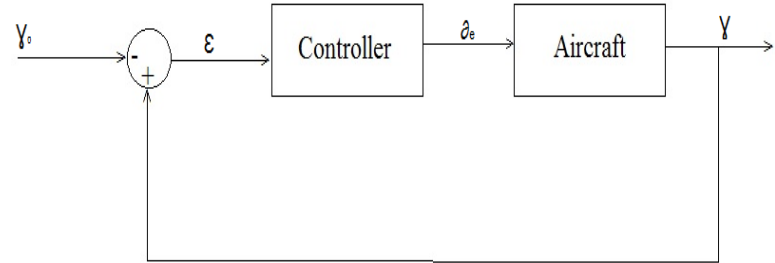 γ₀ - + ε Controller ∂e Aircraft γ